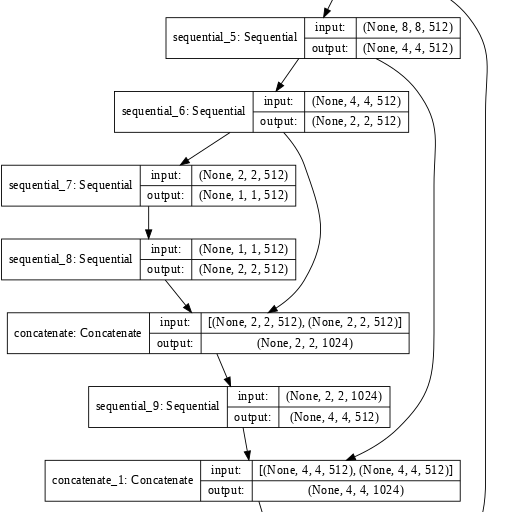 sequential_5: Sequential
input: (None, 8, 8, 512)
output: (None, 4, 4, 512)
sequential_6: Sequential
input: (None, 4, 4, 512)
output: (None, 2, 2, 512)
sequential_7: Sequential
input: (None, 2, 2, 512)
output: (None, 1, 1, 512)
sequential_8: Sequential
input: (None, 1, 1, 512)
output: (None, 2, 2, 512)
concatenate: Concatenate
input: [(None, 2, 2, 512), (None, 2, 2, 512)]
output: (None, 2, 2, 1024)
sequential_9: Sequential
input: (None, 2, 2, 1024)
output: (None, 4, 4, 512)
concatenate_1: Concatenate
input: [(None, 4, 4, 512), (None, 4, 4, 512)]
output: (None, 4, 4, 1024)